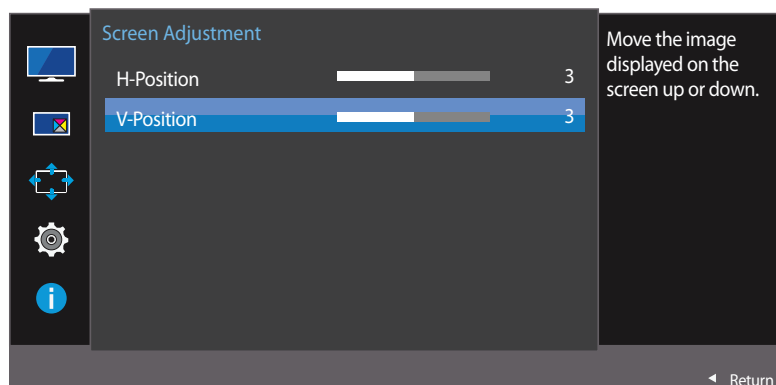 Screen Adjustment
H-Position 3
V-Position 3
Move the image
displayed on the
screen up or down.
i
Return